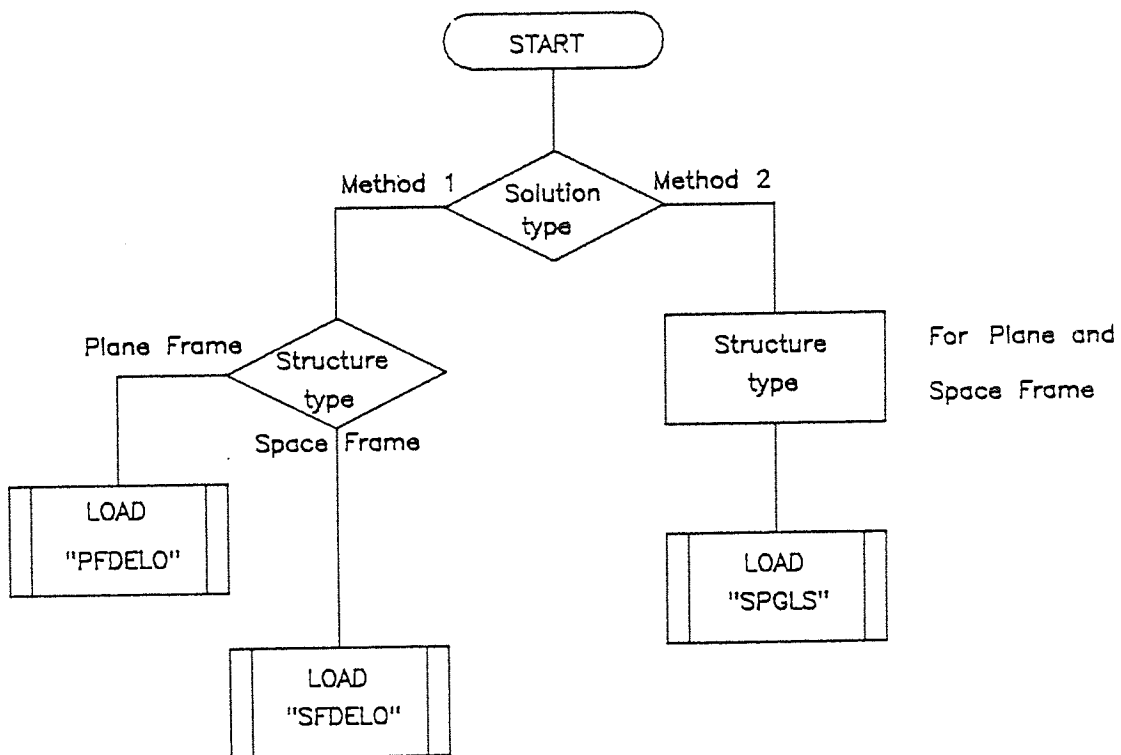 START
Method 1
Solution
type
Method 2
Plane Frame
Structure
type
Space Frame
Structure
type
For Plane and
Space Frame
LOAD
"PFDELO"
LOAD
"SPGLS"
LOAD
"SFDELO"